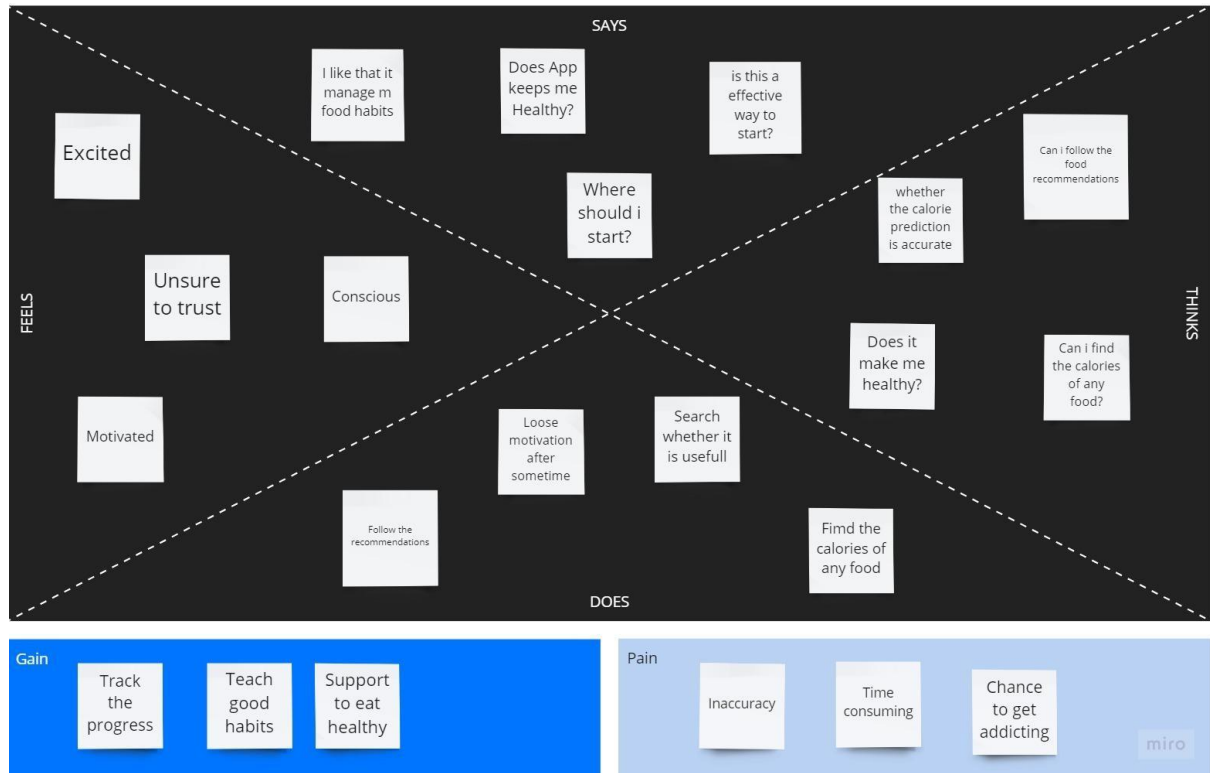 SAYS
I like that it
manage m
food habits
Does App
keeps me
Healthy?
is this a
effective
way to
start?
Where
should i
start?
FEELS
Excited
Unsure
to trust
Conscious
Motivated
THINKS
Can i follow the
food
recommendations
whether
the calorie
prediction
is accurate
Does it
make me
healthy?
Can i find
the calories
of any
food?
Loose
motivation
after
sometime
Search
whether it
is usefull
Follow the
recommendations
Fimd the
calories of
any food
DOES
Gain
Track
the
progress
Teach
good
habits
Support
to eat
healthy
Pain
Inaccuracy
Time
consuming
Chance
to get
addicting
miro